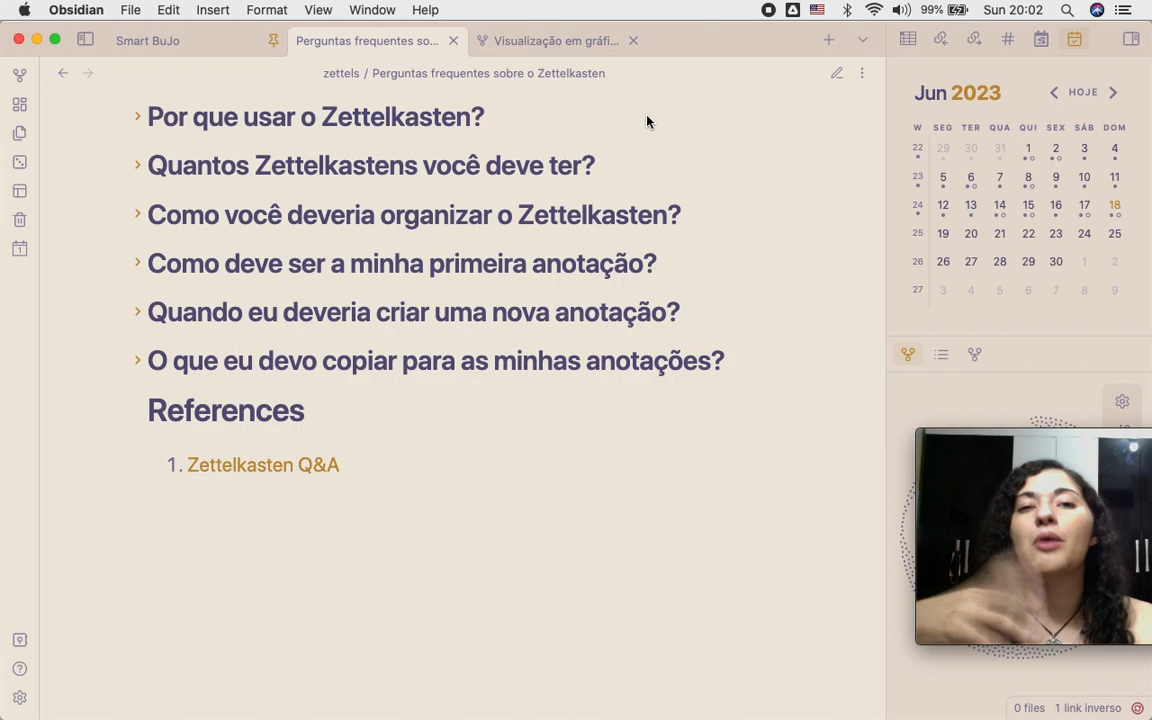 Obsidian File Edit Insert Format View Window Help 99% Sun 20:02
Smart BuJo Perguntas frequentes so... Visualização em gráfi...
zettels / Perguntas frequentes sobre o Zettelkasten
Por que usar o Zettelkasten?
Quantos Zettelkastens você deve ter?
Como você deveria organizar o Zettelkasten?
Como deve ser a minha primeira anotação?
Quando eu deveria criar uma nova anotação?
O que eu devo copiar para as minhas anotações?
References
1. Zettelkasten Q&A
Jun 2023 HOJE
W SEG TER QUA QUI SEX SÁB DOM
22 29 30 31 1 2 3 4
23 5 6 7 8 9 10 11
24 12 13 14 15 16 17 18
25 19 20 21 22 23 24 25
26 26 27 28 29 30 1 2
27 3 4 5 6 7 8 9
0 files 1 link inverso